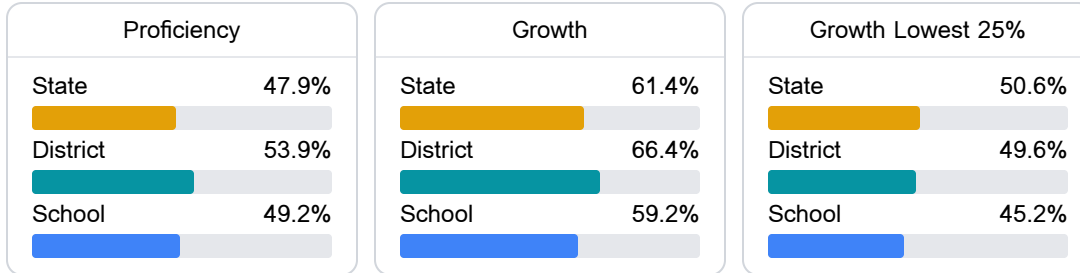 Proficiency
State 47.9%
District 53.9%
School 49.2%
Growth
State 61.4%
District 66.4%
School 59.2%
Growth Lowest 25%
State 50.6%
District 49.6%
School 45.2%